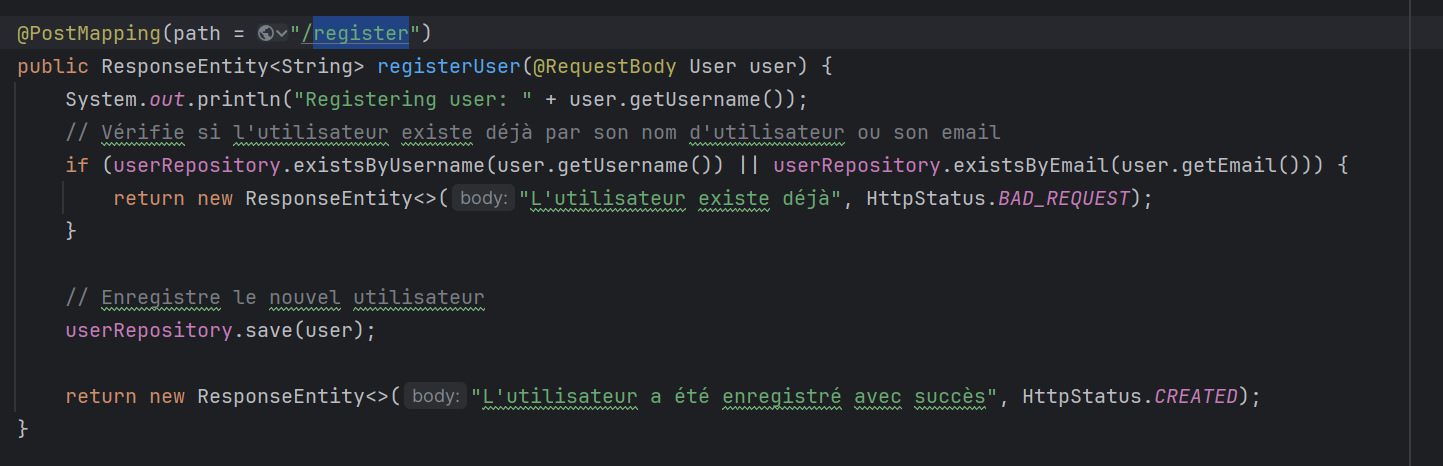 @PostMapping(path = "/register")
public ResponseEntity<String> registerUser(@RequestBody User user) {
System.out.println("Registering user: " + user.getUsername());
// Vérifie si l'utilisateur existe déjà par son nom d'utilisateur ou son email
if (userRepository.existsByUsername(user.getUsername()) || userRepository.existsByEmail(user.getEmail())) {
return new ResponseEntity<>( body: "L'utilisateur existe déjà", HttpStatus.BAD_REQUEST);
}
// Enregistre le nouvel utilisateur
userRepository.save(user);
return new ResponseEntity<>( body: "L'utilisateur a été enregistré avec succès", HttpStatus.CREATED);
}